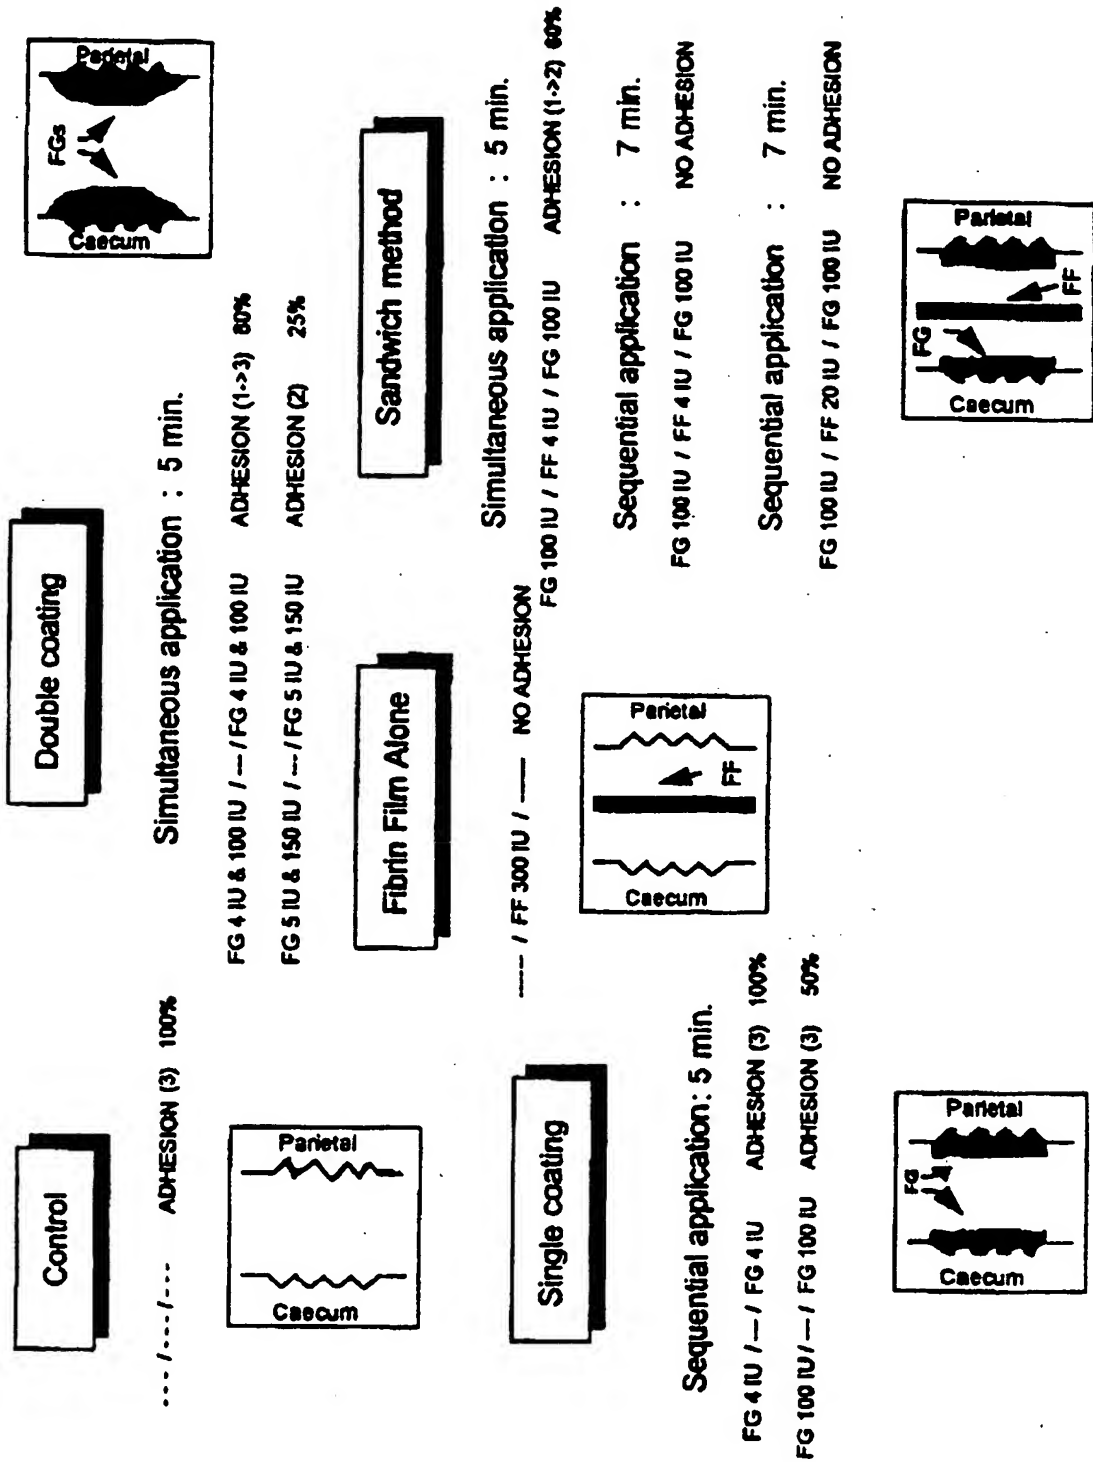 Control
--- / --- / --- ADHESION (3) 100%
Parietal
Caecum
Double coating
Simultaneous application : 5 min.
FG 4 IU & 100 IU / --- / FG 4 IU & 100 IU ADHESION (1->3) 80%
FG 5 IU & 150 IU / --- / FG 5 IU & 150 IU ADHESION (2) 25%
Parietal
FGs
Caecum
Single coating
Sequential application: 5 min.
FG 4 IU / --- / FG 4 IU ADHESION (3) 100%
FG 100 IU / --- / FG 100 IU ADHESION (3) 50%
Parietal
FG
Caecum
Fibrin Film Alone
---- / FF 300 IU / ---- NO ADHESION
Parietal
FF
Caecum
Sandwich method
Simultaneous application : 5 min.
FG 100 IU / FF 4 IU / FG 100 IU ADHESION (1->2) 60%
Sequential application : 7 min.
FG 100 IU / FF 4 IU / FG 100 IU NO ADHESION
Sequential application : 7 min.
FG 100 IU / FF 20 IU / FG 100 IU NO ADHESION
Parietal
FG
FF
Caecum